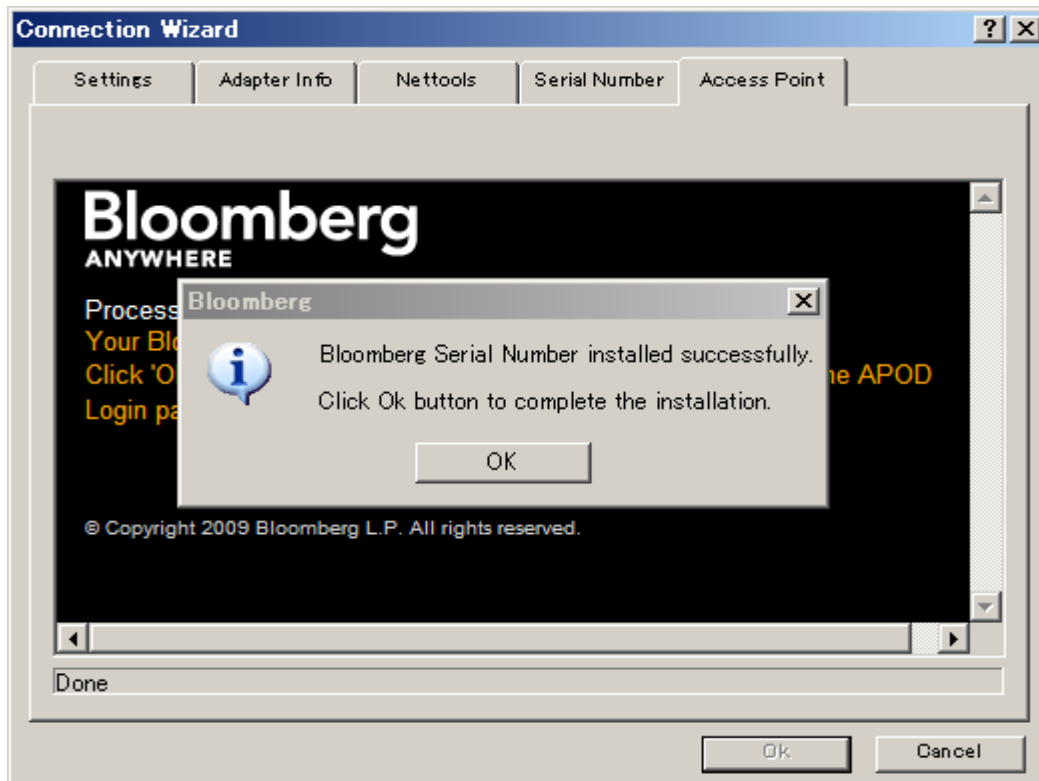 Connection Wizard
Settings Adapter Info Nettools Serial Number Access Point
Bloomberg
ANYWHERE
Process
Your Blo
Click 'O
he APOD
Login pa
Bloomberg
Bloomberg Serial Number installed successfully.
Click Ok button to complete the installation.
OK
© Copyright 2009 Bloomberg L.P. All rights reserved.
Done
Ok Cancel